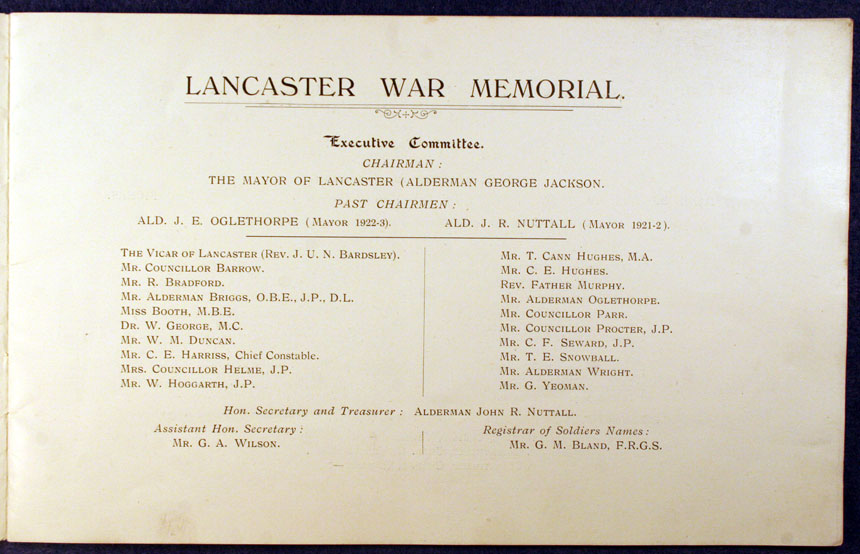 LANCASTER WAR MEMORIAL.
Executive Committee.
CHAIRMAN:
THE MAYOR OF LANCASTER (ALDERMAN GEORGE JACKSON.
PAST CHAIRMEN:
ALD. J. E. OGLETHORPE (MAYOR 1922-3). ALD. J. R. NUTTALL (MAYOR 1921-2).
THE VICAR OF LANCASTER (REV. J. U. N. BARDSLEY).
MR. COUNCILLOR BARROW.
MR. R. BRADFORD.
MR. ALDERMAN BRIGGS, O.B.E., J.P., D.L.
MISS BOOTH, M.B.E.
DR. W. GEORGE, M.C.
MR. W. M. DUNCAN.
MR. C. E. HARRISS, Chief Constable.
MRS. COUNCILLOR HELME, J.P.
MR. W. HOGGARTH, J.P.
MR. T. CANN HUGHES, M.A.
MR. C. E. HUGHES.
REV. FATHER MURPHY.
MR. ALDERMAN OGLETHORPE.
MR. COUNCILLOR PARR.
MR. COUNCILLOR PROCTER, J.P.
MR. C. F. SEWARD, J.P.
MR. T. E. SNOWBALL.
MR. ALDERMAN WRIGHT.
MR. G. YEOMAN.
Hon. Secretary and Treasurer: ALDERMAN JOHN R. NUTTALL.
Assistant Hon. Secretary:
MR. G. A. WILSON.
Registrar of Soldiers Names:
MR. G. M. BLAND, F.R.G.S.